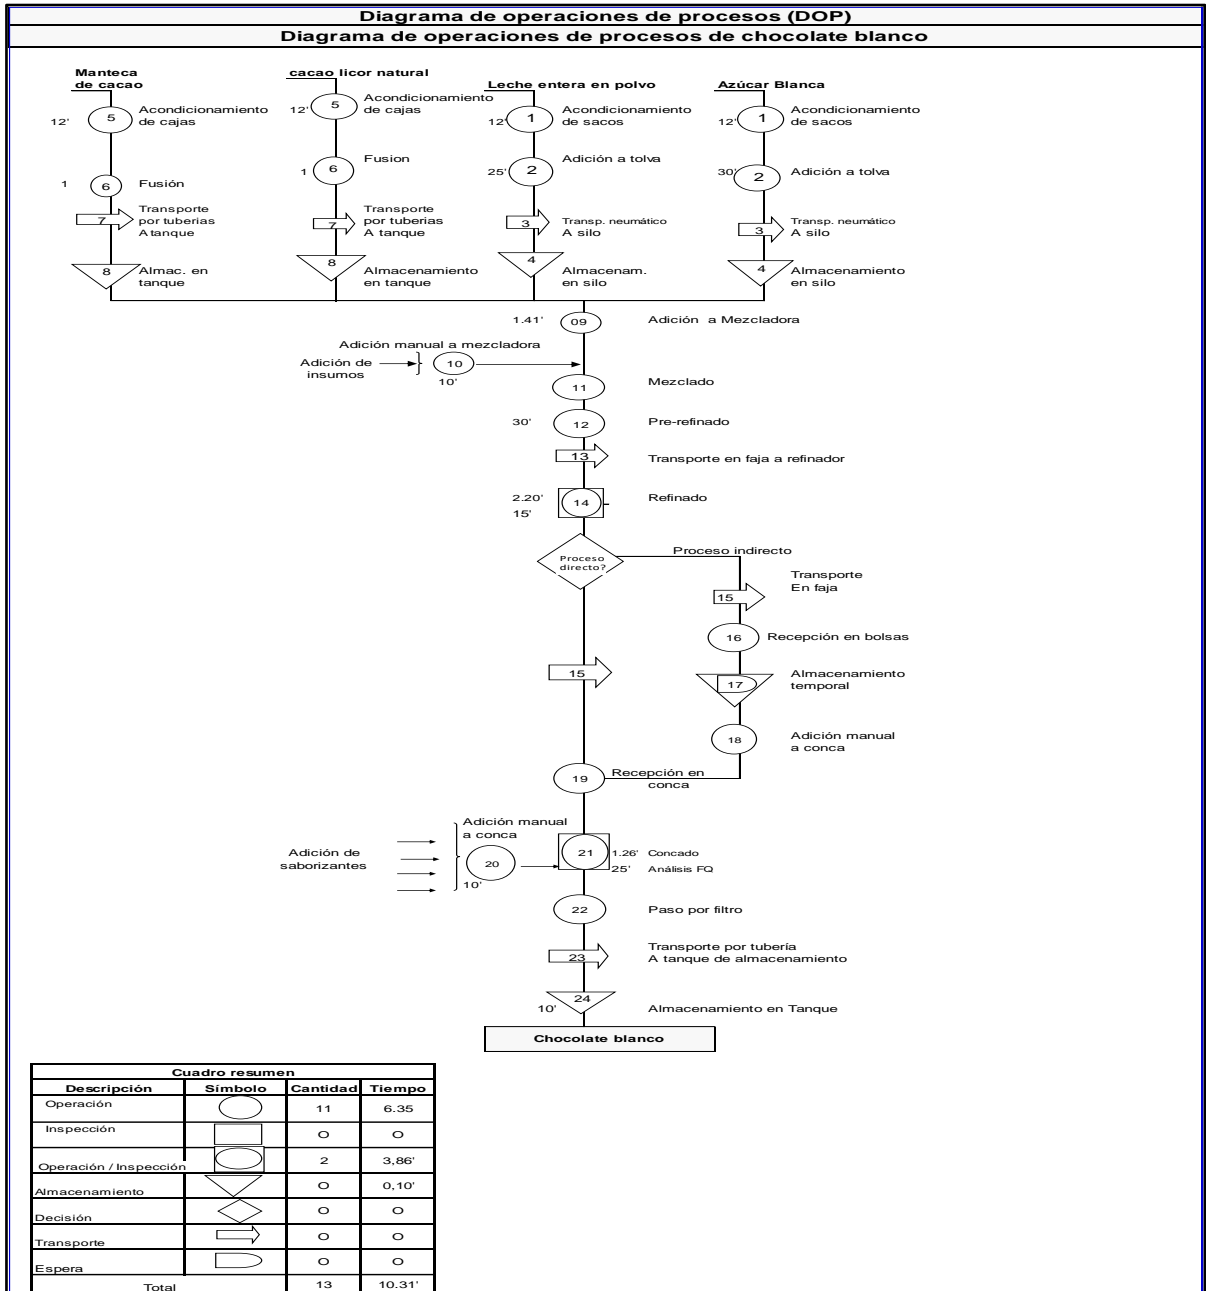 Diagrama de operaciones de procesos (DOP)
Diagrama de operaciones de procesos de chocolate blanco
Manteca
de cacao
cacao licor natural
Leche entera en polvo
Azúcar Blanca
12'
5
Acondicionamiento
de cajas
12'
5
Acondicionamiento
de cajas
12'
1
Acondicionamiento
de sacos
12'
1
Acondicionamiento
de sacos
1
6
Fusión
1
6
Fusion
25'
2
Adición a tolva
30'
2
Adición a tolva
7
Transporte
por tuberias
A tanque
7
Transporte
por tuberias
A tanque
3
Transp. neumático
A silo
3
Transp. neumático
A silo
8
Almac. en
tanque
8
Almacenamiento
en tanque
4
Almacenam.
en silo
4
Almacenamiento
en silo
1.41'
09
Adición a Mezcladora
Adición manual a mezcladora
Adición de
insumos
10
10'
11
Mezclado
30'
12
Pre-refinado
13
Transporte en faja a refinador
2.20'
15'
14
Refinado
Proceso
directo?
Proceso indirecto
15
Transporte
En faja
16
Recepción en bolsas
15
17
Almacenamiento
temporal
18
Adición manual
a conca
19
Recepción en
conca
Adición manual
a conca
Adición de
saborizantes
20
10'
21
1.26'
Concado
25'
Análisis FQ
22
Paso por filtro
23
Transporte por tubería
A tanque de almacenamiento
24
10'
Almacenamiento en Tanque
Chocolate blanco
Cuadro resumen
Descripción Símbolo Cantidad Tiempo
Operación 11 6.35
Inspección O O
Operación / Inspección 2 3,86'
Almacenamiento O 0,10'
Decisión O O
Transporte O O
Espera O O
Total 13 10.31'